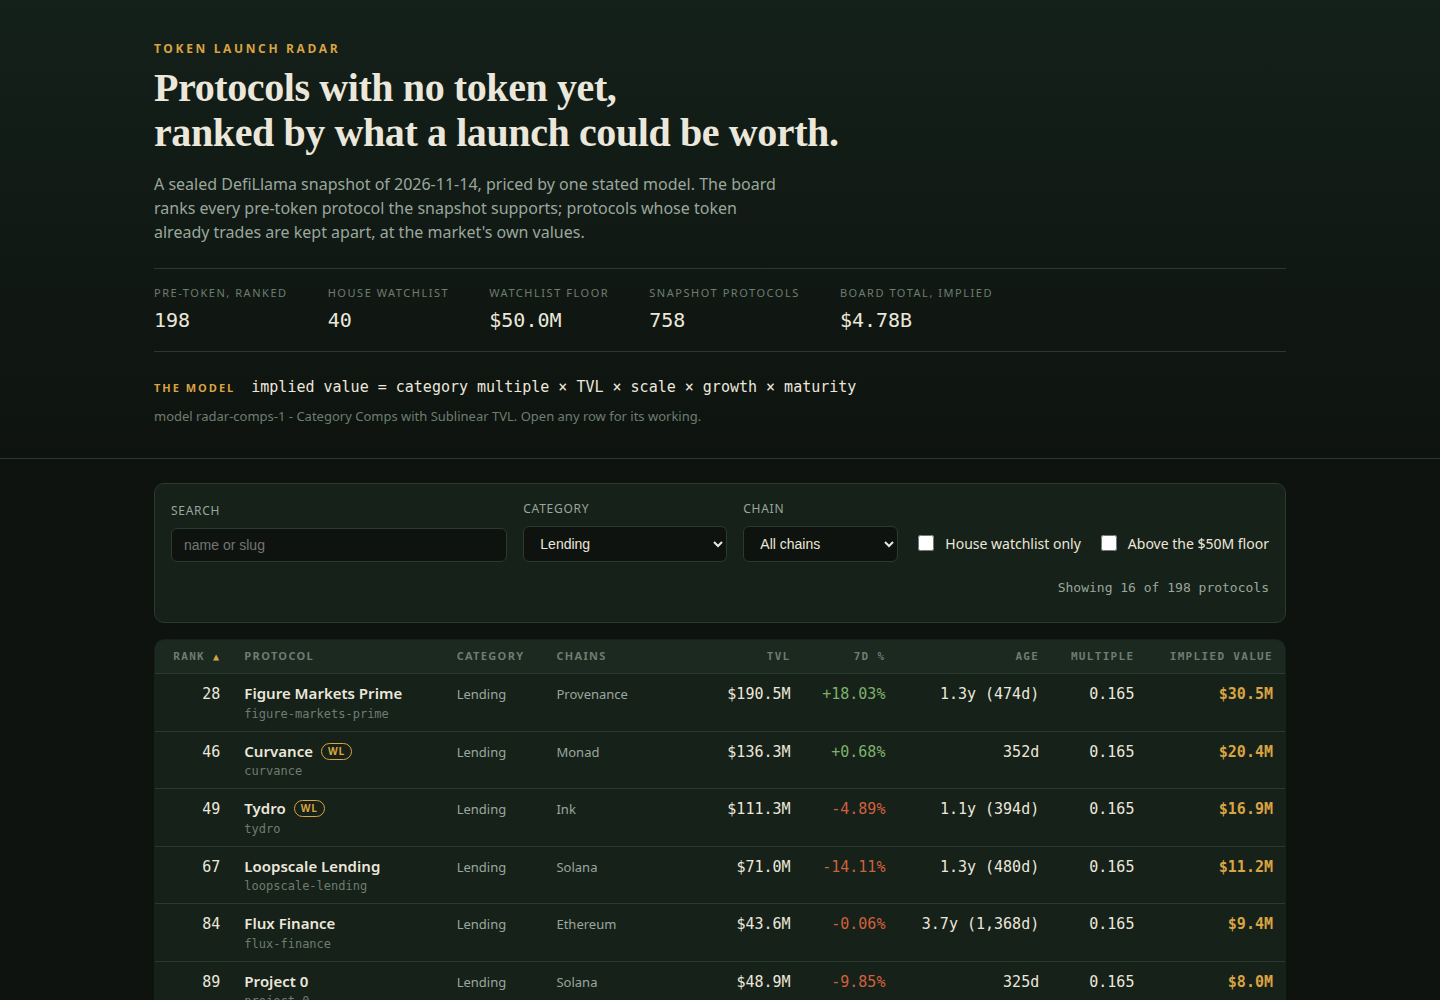 TOKEN LAUNCH RADAR
Protocols with no token yet,
ranked by what a launch could be worth.
A sealed DefiLlama snapshot of 2026-11-14, priced by one stated model. The board
ranks every pre-token protocol the snapshot supports; protocols whose token
already trades are kept apart, at the market's own values.
PRE-TOKEN, RANKED HOUSE WATCHLIST WATCHLIST FLOOR SNAPSHOT PROTOCOLS BOARD TOTAL, IMPLIED
198 40 $50.0M 758 $4.78B
THE MODEL implied value = category multiple × TVL × scale × growth × maturity
model radar-comps-1 - Category Comps with Sublinear TVL. Open any row for its working.
SEARCH CATEGORY CHAIN
name or slug Lending All chains House watchlist only Above the $50M floor
Showing 16 of 198 protocols
RANK ▲ PROTOCOL CATEGORY CHAINS TVL 7D % AGE MULTIPLE IMPLIED VALUE
28 Figure Markets Prime Lending Provenance $190.5M +18.03% 1.3y (474d) 0.165 $30.5M
figure-markets-prime
46 Curvance WL Lending Monad $136.3M +0.68% 352d 0.165 $20.4M
curvance
49 Tydro WL Lending Ink $111.3M -4.89% 1.1y (394d) 0.165 $16.9M
tydro
67 Loopscale Lending Lending Solana $71.0M -14.11% 1.3y (480d) 0.165 $11.2M
loopscale-lending
84 Flux Finance Lending Ethereum $43.6M -0.06% 3.7y (1,368d) 0.165 $9.4M
flux-finance
89 Project 0 Lending Solana $48.9M -9.85% 325d 0.165 $8.0M
project-0